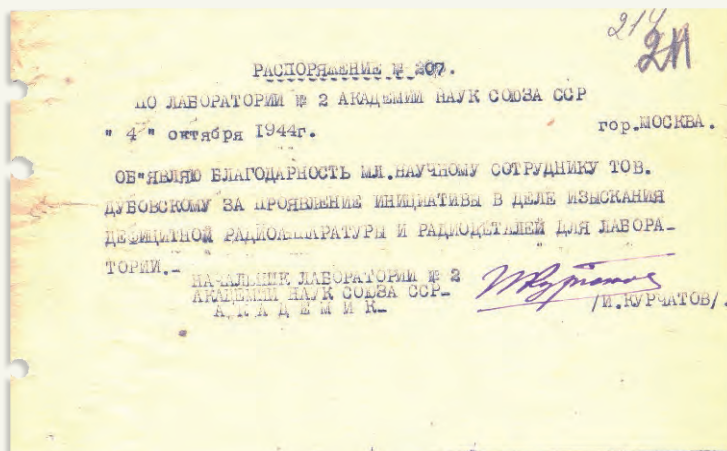 214
РАСПОРЯЖЕНИЕ № 207.
ПО ЛАБОРАТОРИИ № 2 АКАДЕМИИ НАУК СОЮЗА ССР
" 4 " октября 1944г. гор.МОСКВА.
ОБ"ЯВЛЯЮ БЛАГОДАРНОСТЬ МЛ.НАУЧНОМУ СОТРУДНИКУ ТОВ.
ДУБОВСКОМУ ЗА ПРОЯВЛЕНИЕ ИНИЦИАТИВЫ В ДЕЛЕ ИЗЫСКАНИЯ
ДЕФИЦИТНОЙ РАДИОАППАРАТУРЫ И РАДИОДЕТАЛЕЙ ДЛЯ ЛАБОРА-
ТОРИИ.-
НАЧАЛЬНИК ЛАБОРАТОРИИ № 2
АКАДЕМИИ НАУК СОЮЗА ССР-
А К А Д Е М И К- /И.КУРЧАТОВ/.